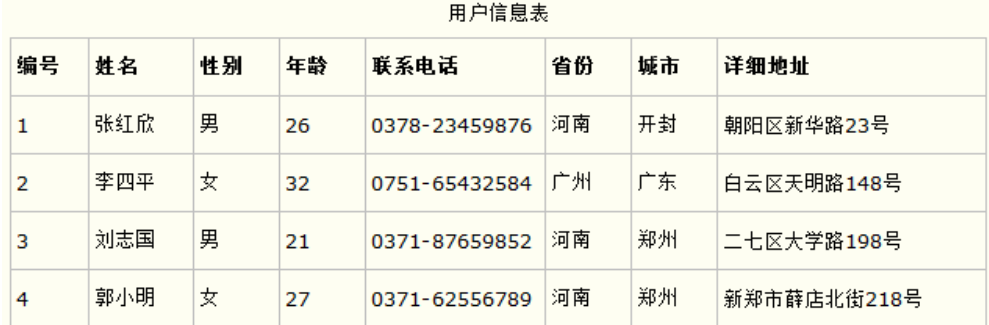 用户信息表
编号 姓名 性别 年龄 联系电话 省份 城市 详细地址
1 张红欣 男 26 0378-23459876 河南 开封 朝阳区新华路23号
2 李四平 女 32 0751-65432584 广州 广东 白云区天明路148号
3 刘志国 男 21 0371-87659852 河南 郑州 二七区大学路198号
4 郭小明 女 27 0371-62556789 河南 郑州 新郑市薛店北街218号